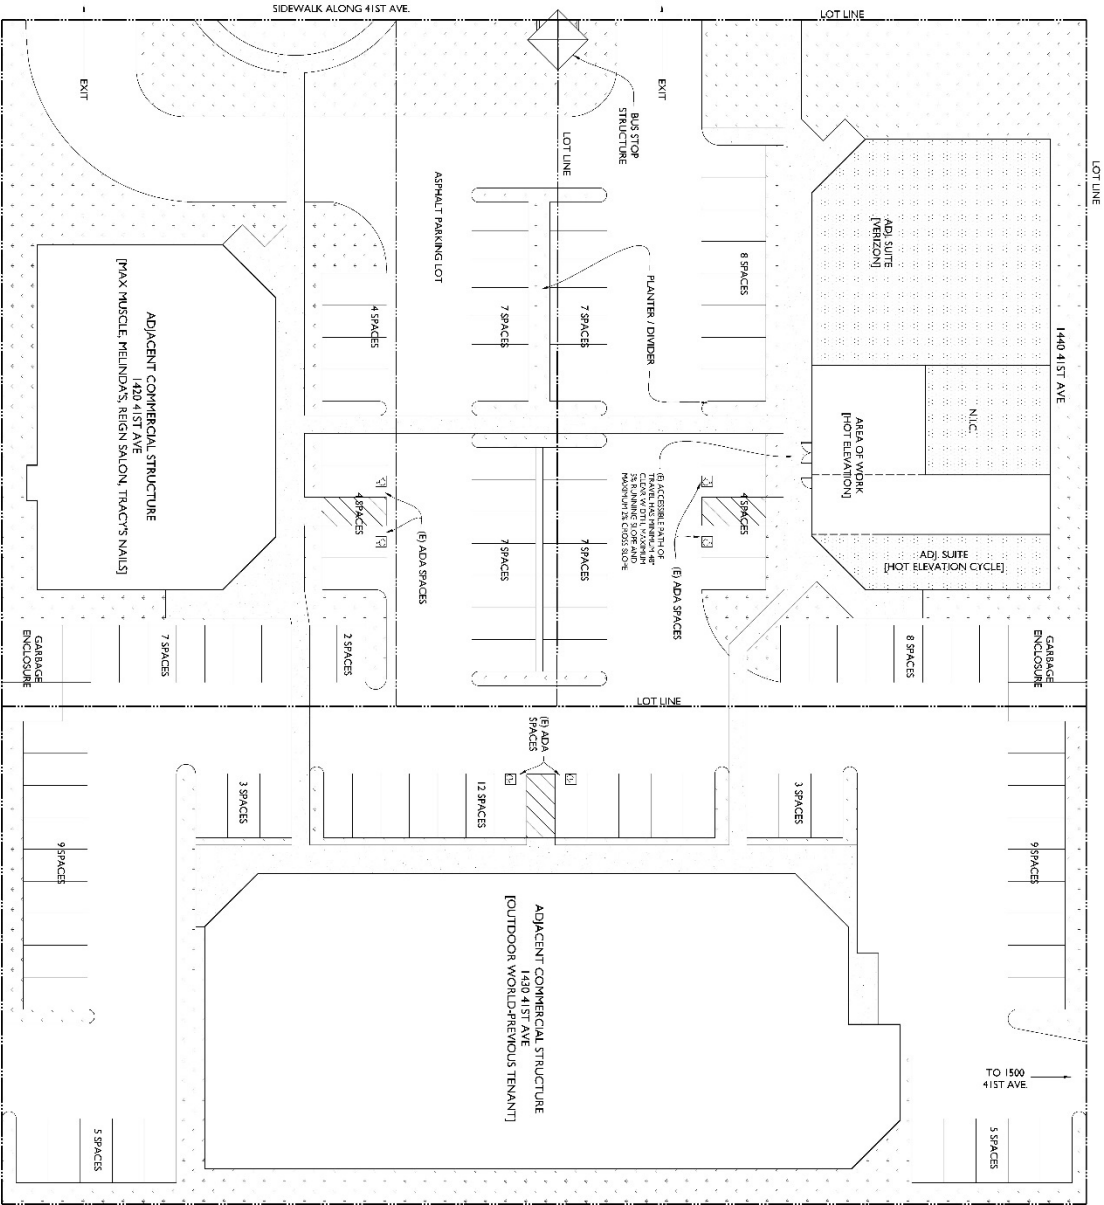 SIDEWALK ALONG 41ST AVE.
LOT LINE
EXIT
EXIT
BUS STOP
STRUCTURE
LOT LINE
LOT LINE
ASPHALT PARKING LOT
ADJ. SUITE
[VERIZON]
8 SPACES
PLANTER / DIVIDER
4 SPACES
7 SPACES
7 SPACES
1440 41ST AVE
ADJACENT COMMERCIAL STRUCTURE
1420 41ST AVE
[MAX MUSCLE, MELINDA'S, REIGN SALON, TRACY'S NAILS]
N.I.C.
AREA OF WORK
[HOT ELEVATION]
(E) ACCESSIBLE PATH OF
TRAVEL HAS MINIMUM 48"
CLEAR WIDTH, MAXIMUM
5% RUNNING SLOPE AND
MAXIMUM 2% CROSS SLOPE
4 SPACES
4 SPACES
(E) ADA SPACES
(E) ADA SPACES
7 SPACES
7 SPACES
ADJ. SUITE
[HOT ELEVATION CYCLE]
GARBAGE
ENCLOSURE
7 SPACES
2 SPACES
8 SPACES
GARBAGE
ENCLOSURE
LOT LINE
(E) ADA
SPACES
3 SPACES
12 SPACES
3 SPACES
9 SPACES
9 SPACES
ADJACENT COMMERCIAL STRUCTURE
1430 41ST AVE
[OUTDOOR WORLD-PREVIOUS TENANT]
TO 1500
41ST AVE.
5 SPACES
5 SPACES